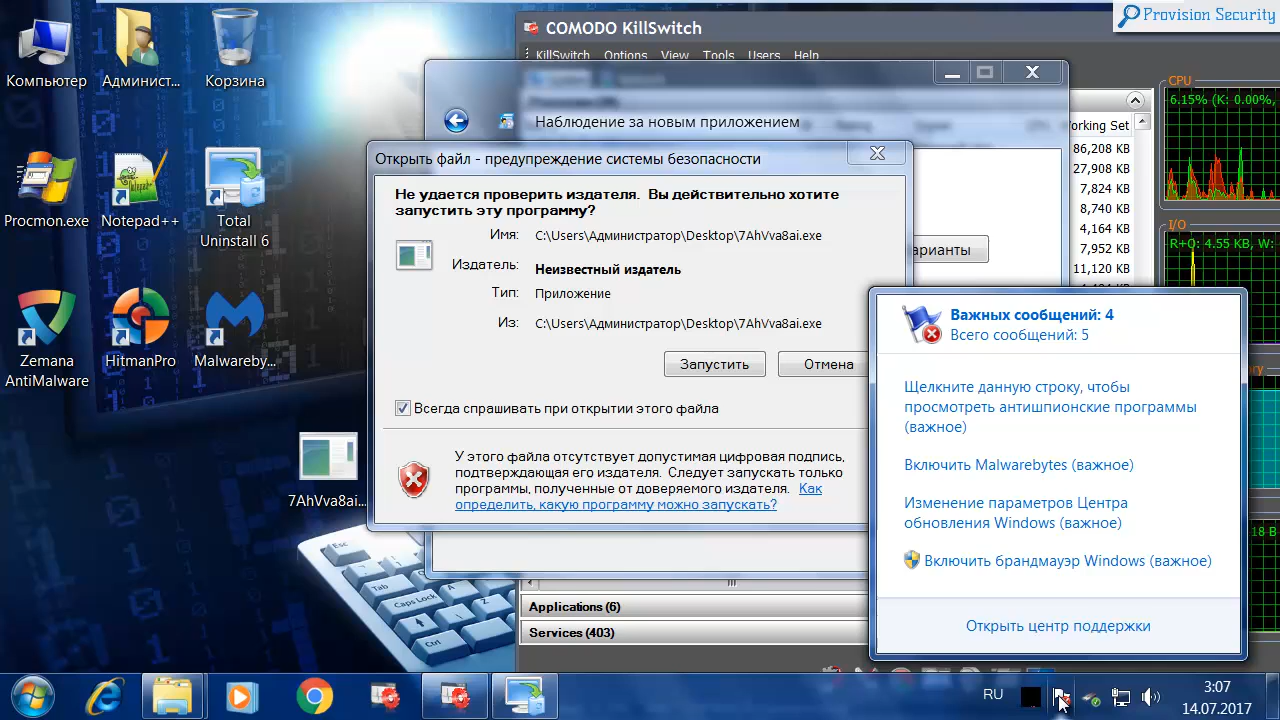 Provision Security
COMODO KillSwitch
KillSwitch Options View Tools Users Help
Компьютер
Админист...
Корзина
Procmon.exe
Notepad++
Total
Uninstall 6
Zemana
AntiMalware
HitmanPro
Malwareby...
7AhVva8ai...
Наблюдение за новым приложением
Открыть файл - предупреждение системы безопасности
Не удается проверить издателя. Вы действительно хотите
запустить эту программу?
Имя: C:\Users\Администратор\Desktop\7AhVva8ai.exe
Издатель: Неизвестный издатель
Тип: Приложение
Из: C:\Users\Администратор\Desktop\7AhVva8ai.exe
Запустить
Отмена
Всегда спрашивать при открытии этого файла
У этого файла отсутствует допустимая цифровая подпись,
подтверждающая его издателя. Следует запускать только
программы, полученные от доверяемого издателя. Как
определить, какую программу можно запускать?
арианты
orking Set
86,208 KB
27,908 KB
7,624 KB
8,740 KB
4,164 KB
7,952 KB
11,120 KB
CPU
6.15% (K: 0.00%,
I/O
R+O: 4.55 KB, W:
18 B
Важных сообщений: 4
Всего сообщений: 5
Щелкните данную строку, чтобы
просмотреть антишпионские программы
(важное)
Включить Malwarebytes (важное)
Изменение параметров Центра
обновления Windows (важное)
Включить брандмауэр Windows (важное)
Открыть центр поддержки
Applications (6)
Services (403)
RU
3:07
14.07.2017